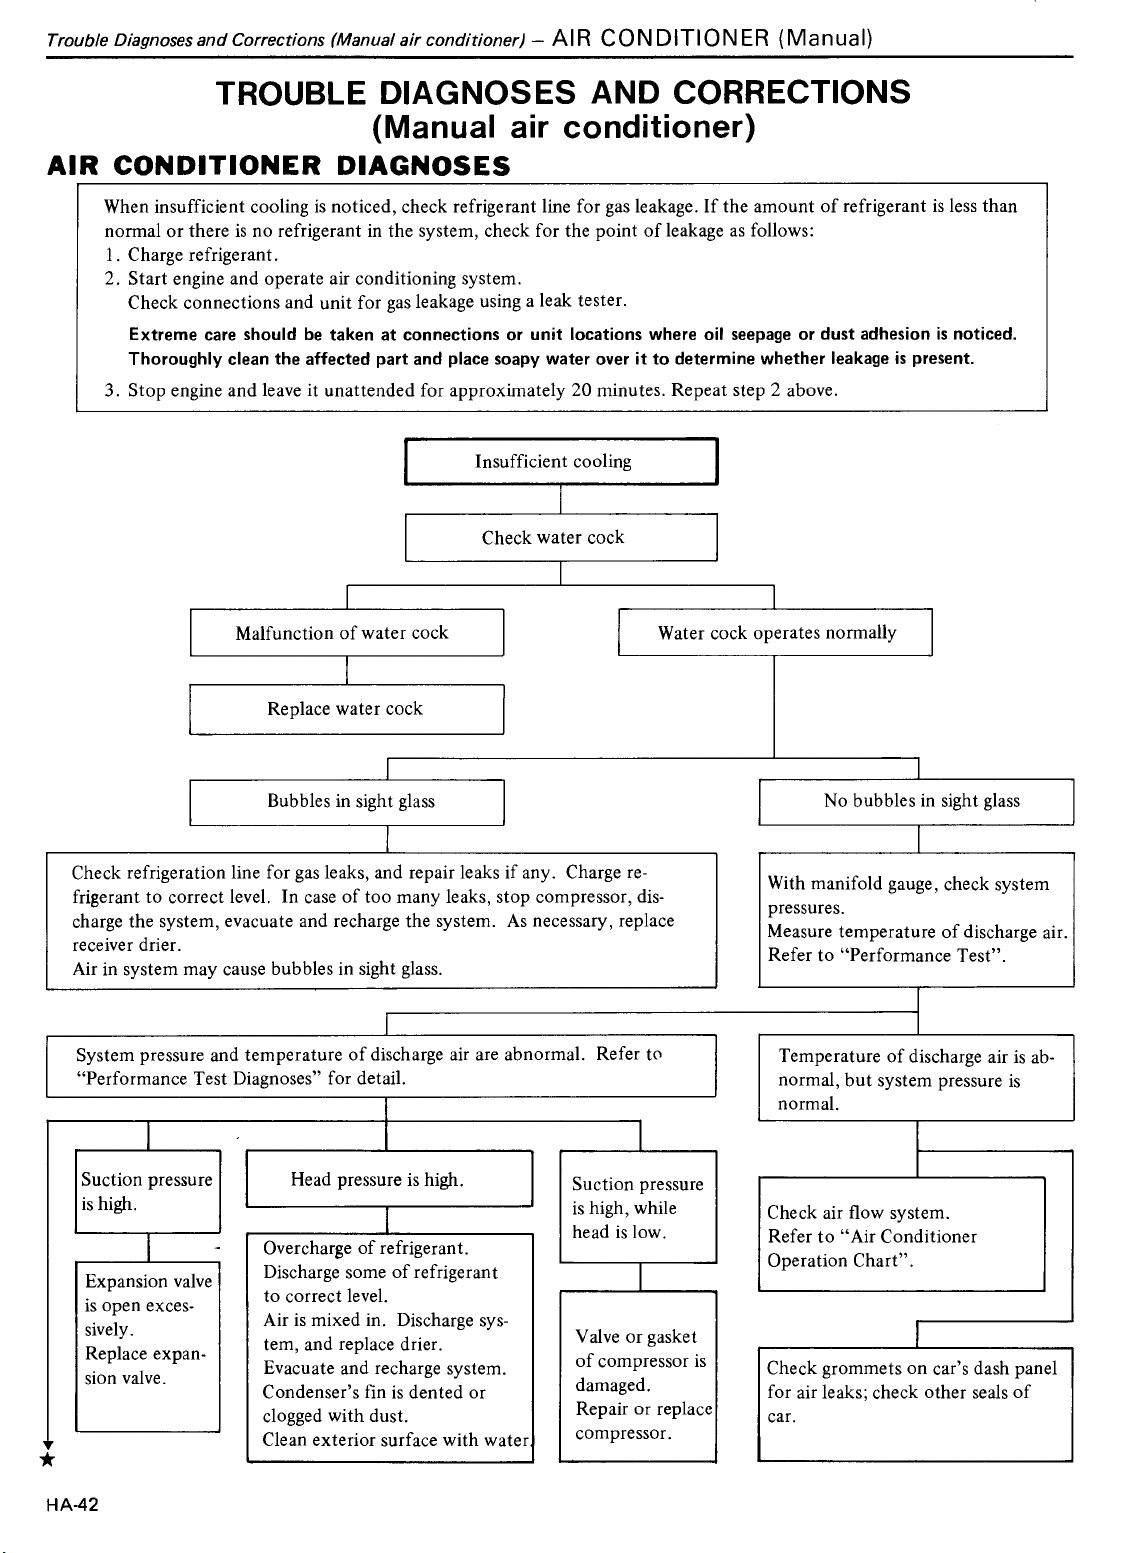 Trouble Diagnoses and Corrections (Manual air conditioner) – AIR CONDITIONER (Manual)
TROUBLE DIAGNOSES AND CORRECTIONS
(Manual air conditioner)
AIR CONDITIONER DIAGNOSES
When insufficient cooling is noticed, check refrigerant line for gas leakage. If the amount of refrigerant is less than
normal or there is no refrigerant in the system, check for the point of leakage as follows:
1. Charge refrigerant.
2. Start engine and operate air conditioning system.
Check connections and unit for gas leakage using a leak tester.
Extreme care should be taken at connections or unit locations where oil seepage or dust adhesion is noticed.
Thoroughly clean the affected part and place soapy water over it to determine whether leakage is present.
3. Stop engine and leave it unattended for approximately 20 minutes. Repeat step 2 above.
Insufficient cooling
Check water cock
Malfunction of water cock
Water cock operates normally
Replace water cock
Bubbles in sight glass
No bubbles in sight glass
Check refrigeration line for gas leaks, and repair leaks if any. Charge re-
frigerant to correct level. In case of too many leaks, stop compressor, dis-
charge the system, evacuate and recharge the system. As necessary, replace
receiver drier.
Air in system may cause bubbles in sight glass.
With manifold gauge, check system
pressures.
Measure temperature of discharge air.
Refer to “Performance Test”.
System pressure and temperature of discharge air are abnormal. Refer to
“Performance Test Diagnoses” for detail.
Temperature of discharge air is ab-
normal, but system pressure is
normal.
Suction pressure
is high.
Head pressure is high.
Suction pressure
is high, while
head is low.
Check air flow system.
Refer to “Air Conditioner
Operation Chart”.
Expansion valve
is open exces-
sively.
Replace expan-
sion valve.
Overcharge of refrigerant.
Discharge some of refrigerant
to correct level.
Air is mixed in. Discharge sys-
tem, and replace drier.
Evacuate and recharge system.
Condenser’s fin is dented or
clogged with dust.
Clean exterior surface with water.
Valve or gasket
of compressor is
damaged.
Repair or replace
compressor.
Check grommets on car’s dash panel
for air leaks; check other seals of
car.
★
HA-42